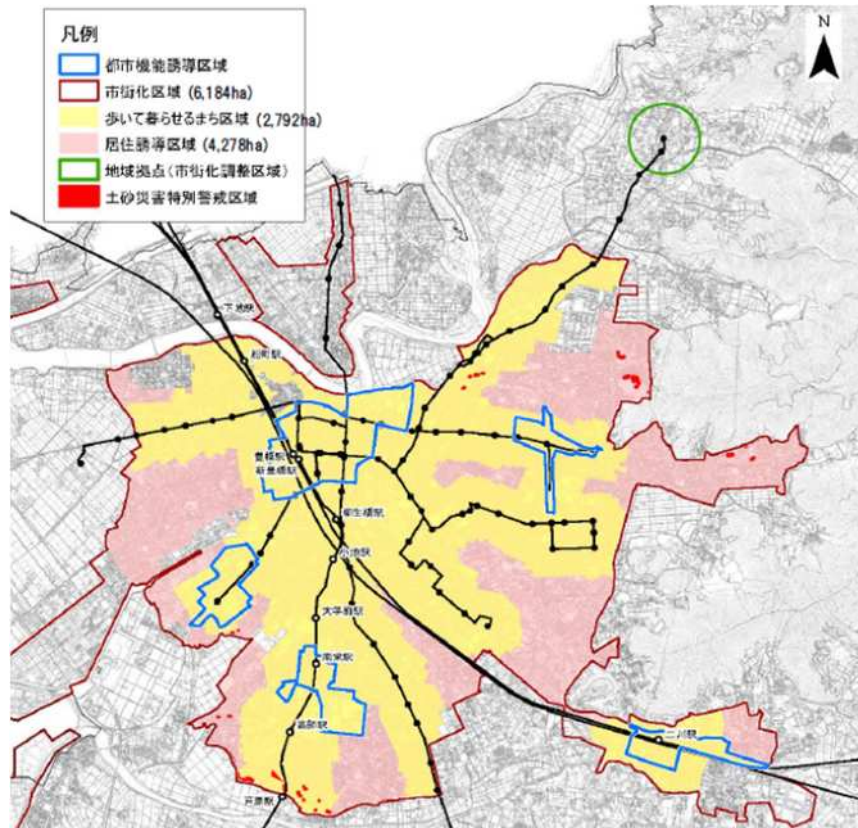 凡例
都市機能誘導区域
市街化区域 (6,184ha)
歩いて暮らせるまち区域 (2,792ha)
居住誘導区域 (4,278ha)
地域拠点(市街化調整区域)
土砂災害特別警戒区域
N
下地駅
船町駅
豊橋駅
新豊橋駅
柳生橋駅
小池駅
大学前駅
南栄駅
高師駅
芦原駅
二川駅